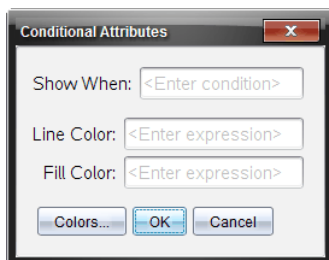 Conditional Attributes
Show When: <Enter condition>
Line Color: <Enter expression>
Fill Color: <Enter expression>
Colors... OK Cancel